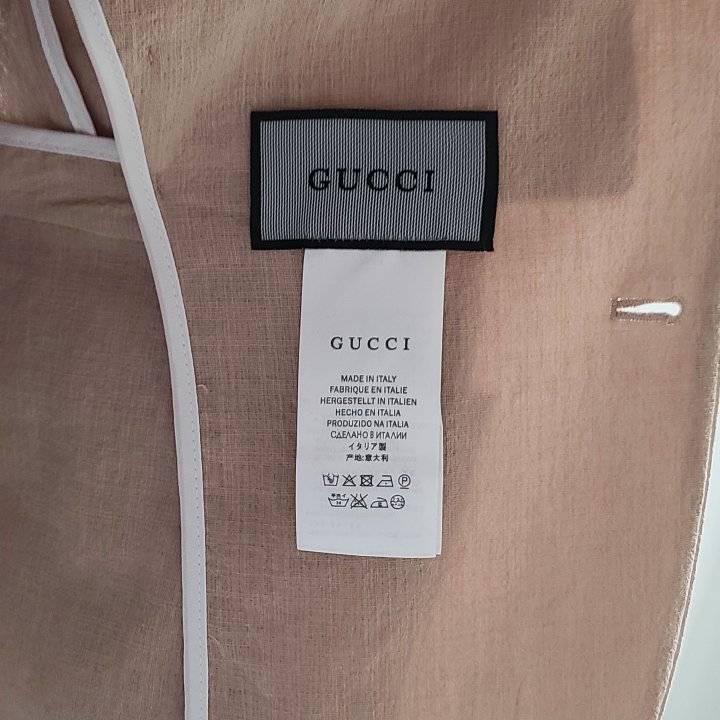 GUCCI
GUCCI
MADE IN ITALY
FABRIQUE EN ITALIE
HERGESTELLT IN ITALIEN
HECHO EN ITALIA
PRODUZIDO NA ITALIA
СДЕЛАНО В ИТАЛИИ
イタリア製
产地:意大利
P